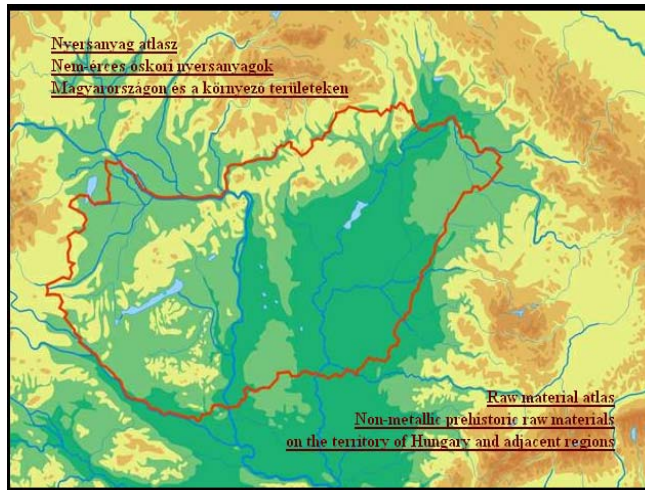 Nyersanyag atlasz
Nem-érces őskori nyersanyagok
Magyarországon és a környező területeken
Raw material atlas
Non-metallic prehistoric raw materials
on the territory of Hungary and adjacent regions